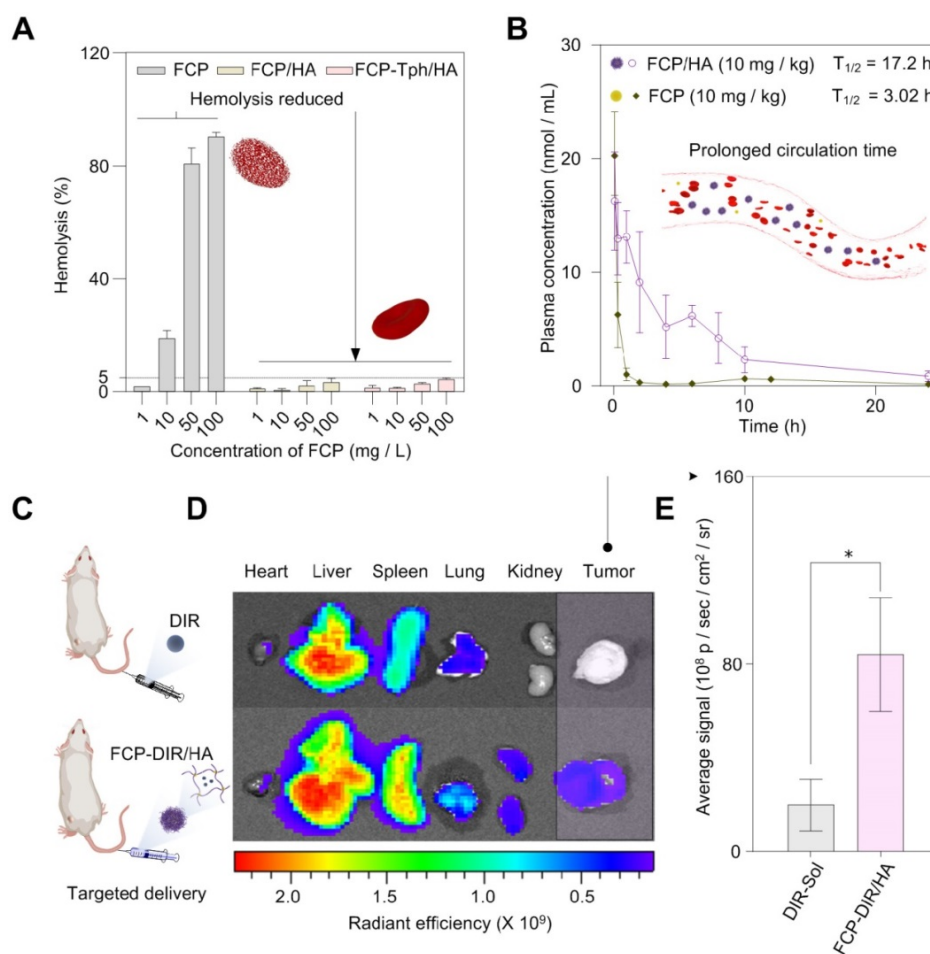 A
120
80
40
5
0
Hemolysis (%)
FCP
FCP/HA
FCP-Tph/HA
Hemolysis reduced
1
10
50
100
1
10
50
100
1
10
50
100
Concentration of FCP (mg / L)
B
30
20
10
0
Plasma concentration (nmol / mL)
FCP/HA (10 mg / kg) T1/2 = 17.2 h
FCP (10 mg / kg) T1/2 = 3.02 h
Prolonged circulation time
0
10
20
Time (h)
C
DIR
FCP-DIR/HA
Targeted delivery
D
Heart Liver Spleen Lung Kidney Tumor
2.0 1.5 1.0 0.5
Radiant efficiency (X 10⁹)
E
160
80
0
Average signal (10⁸ p / sec / cm² / sr)
*
DIR-Sol
FCP-DIR/HA